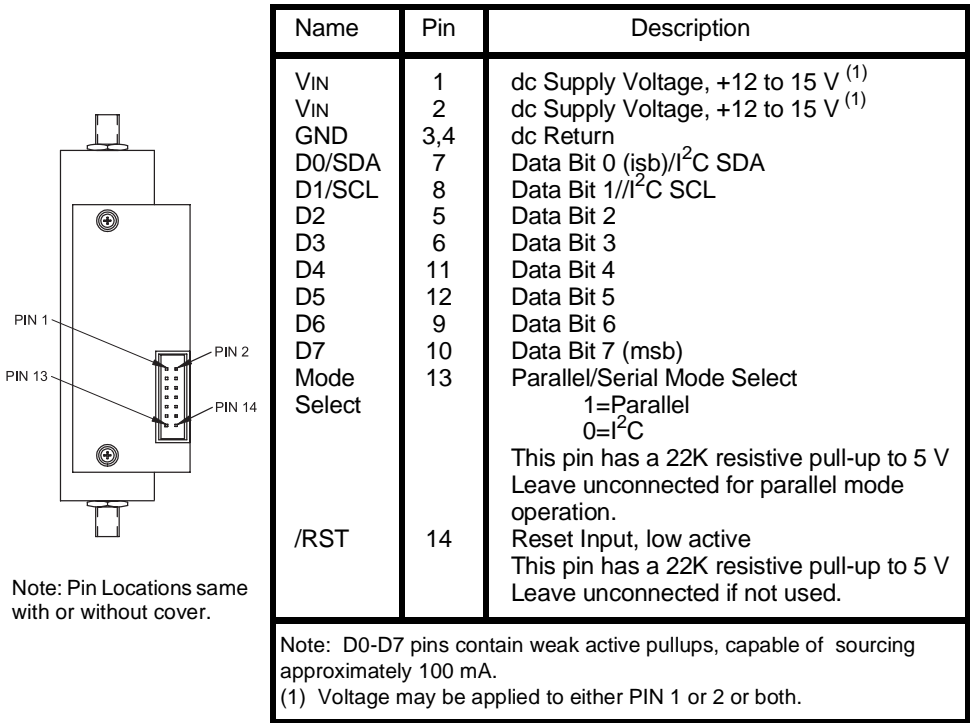 Name Pin Description
VIN 1 dc Supply Voltage, +12 to 15 V (1)
VIN 2 dc Supply Voltage, +12 to 15 V (1)
GND 3,4 dc Return
D0/SDA 7 Data Bit 0 (isb)/I2C SDA
D1/SCL 8 Data Bit 1//I2C SCL
D2 5 Data Bit 2
D3 6 Data Bit 3
D4 11 Data Bit 4
D5 12 Data Bit 5
D6 9 Data Bit 6
D7 10 Data Bit 7 (msb)
Mode 13 Parallel/Serial Mode Select
Select 1=Parallel
0=I2C
This pin has a 22K resistive pull-up to 5 V
Leave unconnected for parallel mode
operation.
/RST 14 Reset Input, low active
This pin has a 22K resistive pull-up to 5 V
Leave unconnected if not used.
Note: D0-D7 pins contain weak active pullups, capable of sourcing
approximately 100 mA.
(1) Voltage may be applied to either PIN 1 or 2 or both.
PIN 1
PIN 2
PIN 13
PIN 14
Note: Pin Locations same
with or without cover.